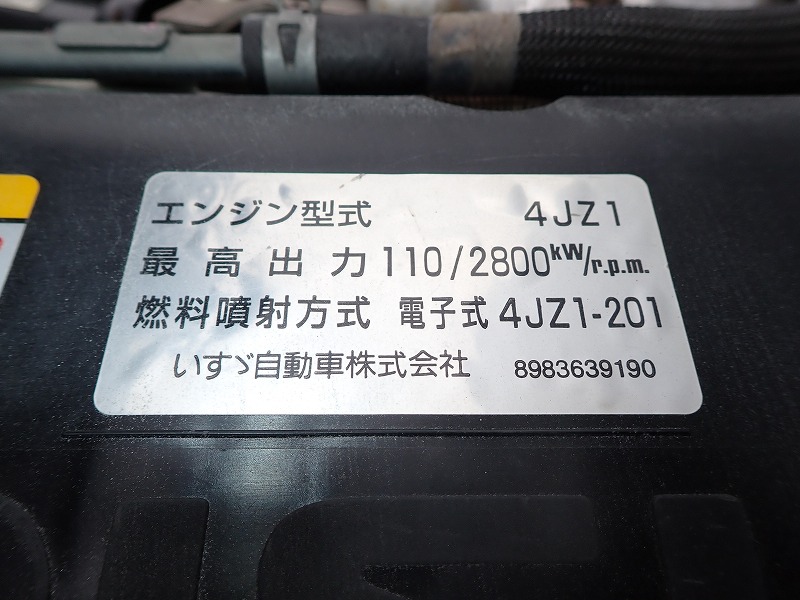 エンジン型式 4JZ1
最高出力 110/2800kW/r.p.m.
燃料噴射方式 電子式 4JZ1-201
いすゞ自動車株式会社 8983639190